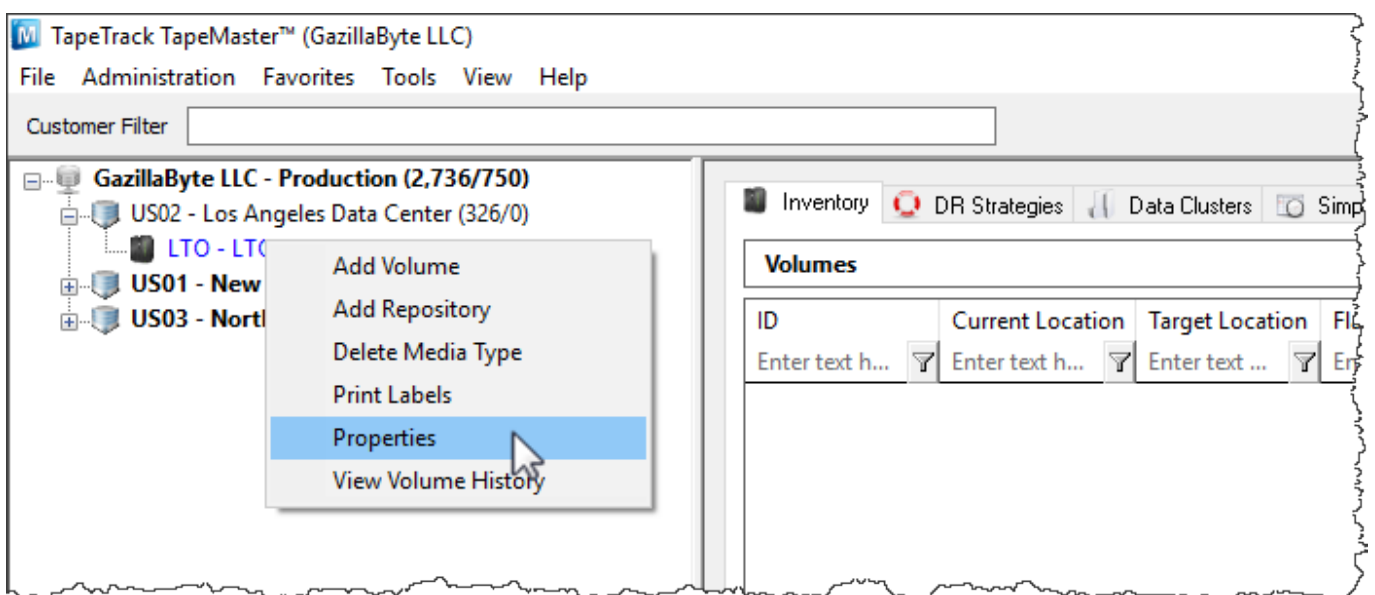 TapeTrack TapeMaster™ (GazillaByte LLC)
File Administration Favorites Tools View Help
Customer Filter
GazillaByte LLC - Production (2,736/750)
US02 - Los Angeles Data Center (326/0)
LTO - LTO
US01 - New
US03 - North
Add Volume
Add Repository
Delete Media Type
Print Labels
Properties
View Volume History
Inventory DR Strategies Data Clusters Simp
Volumes
ID Current Location Target Location
Enter text h... Enter text h... Enter text ... En